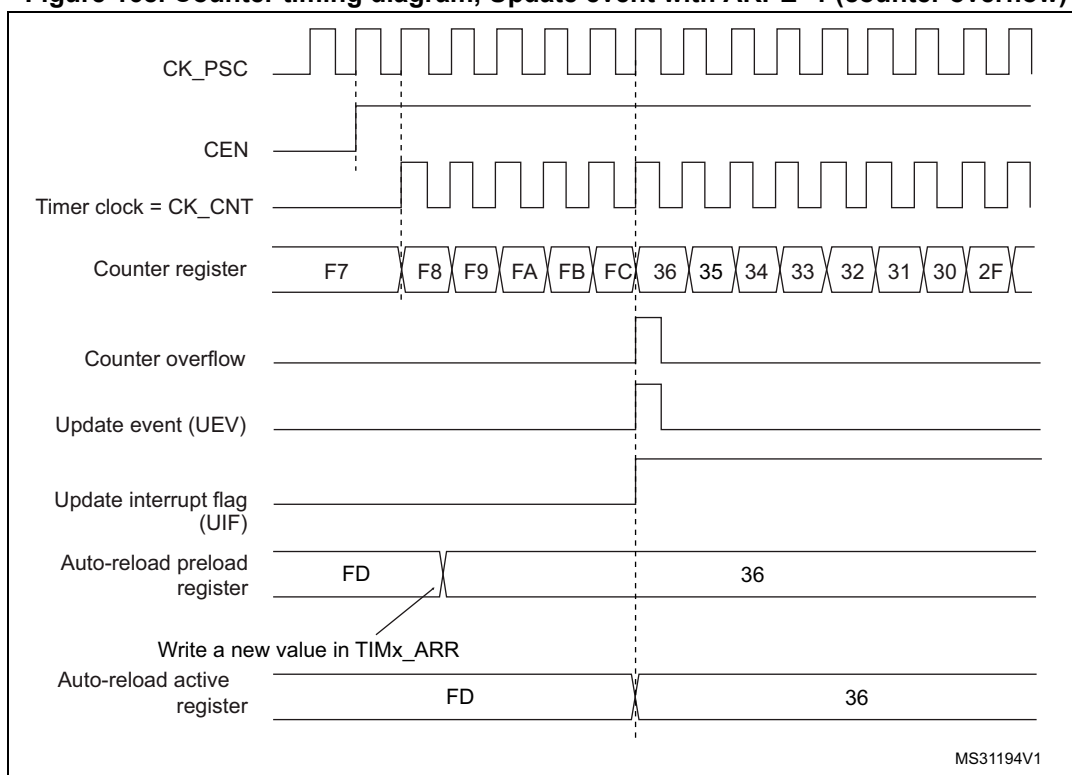 Figure Counter timing diagram, Update event with ARPE=1 (counter overflow)
CK_PSC
CEN
Timer clock = CK_CNT
Counter register F7 F8 F9 FA FB FC 36 35 34 33 32 31 30 2F
Counter overflow
Update event (UEV)
Update interrupt flag
(UIF)
Auto-reload preload
register
FD 36
Write a new value in TIMx_ARR
Auto-reload active
register
FD 36
MS31194V1